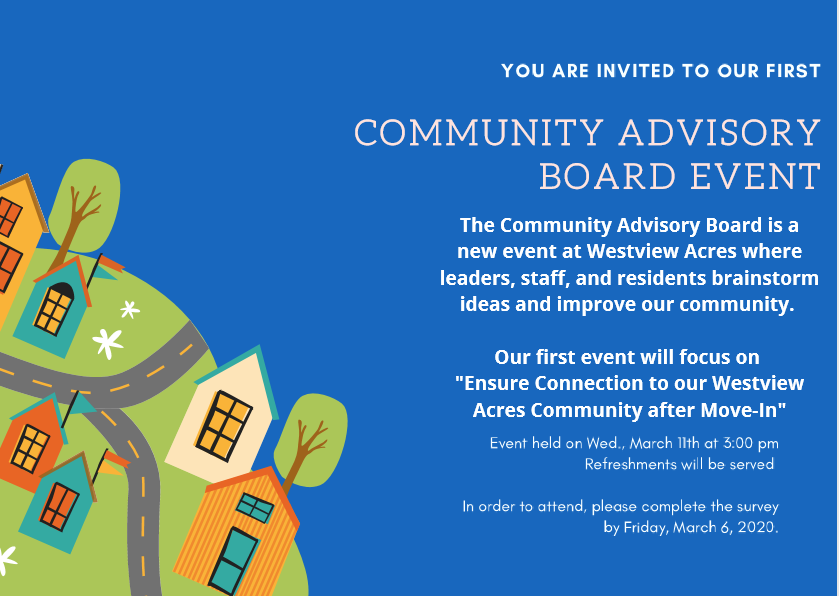 YOU ARE INVITED TO OUR FIRST
COMMUNITY ADVISORY
BOARD EVENT
The Community Advisory Board is a
new event at Westview Acres where
leaders, staff, and residents brainstorm
ideas and improve our community.
Our first event will focus on
"Ensure Connection to our Westview
Acres Community after Move-In"
Event held on Wed., March 11th at 3:00 pm
Refreshments will be served
In order to attend, please complete the survey
by Friday, March 6, 2020.